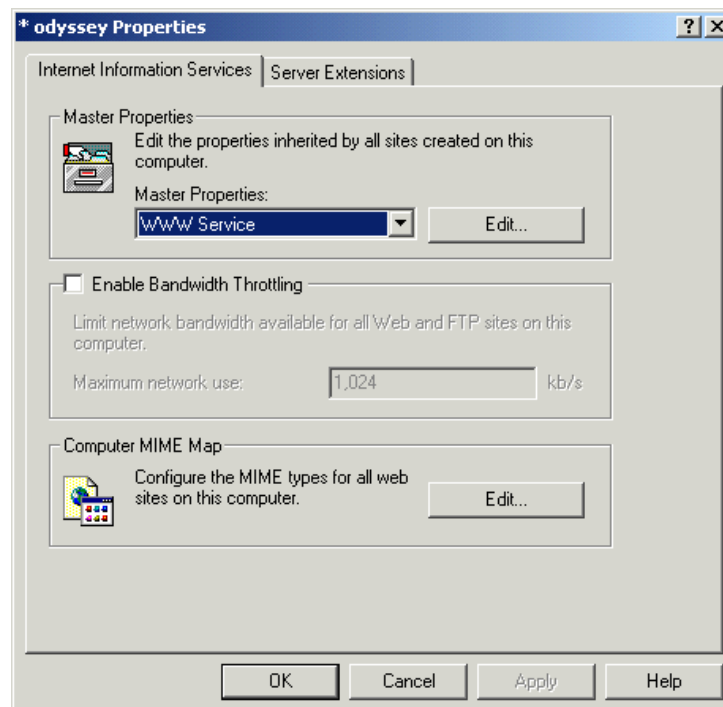 * odyssey Properties
Internet Information Services
Server Extensions
Master Properties
Edit the properties inherited by all sites created on this
computer.
Master Properties:
WWW Service
Edit...
Enable Bandwidth Throttling
Limit network bandwidth available for all Web and FTP sites on this
computer.
Maximum network use:
1,024
kb/s
Computer MIME Map
Configure the MIME types for all web
sites on this computer.
Edit...
OK
Cancel
Apply
Help